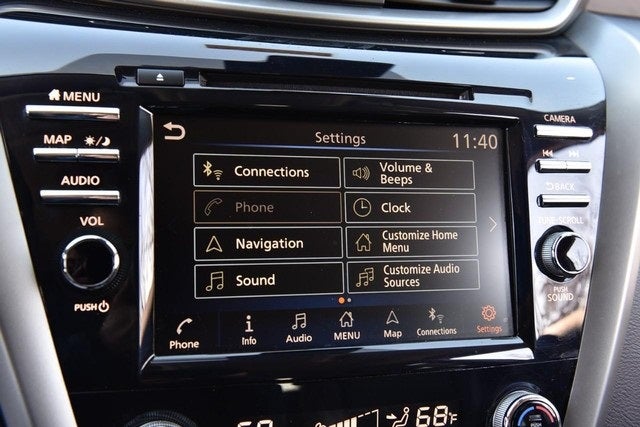 MENU
MAP
AUDIO
VOL
PUSH
Settings 11:40
Connections
Volume &
Beeps
Phone
Clock
Navigation
Customize Home
Menu
Sound
Customize Audio
Sources
Phone Info Audio MENU Map Connections Settings
CAMERA
BACK
TUNE·SCROLL
PUSH
SOUND
68°F